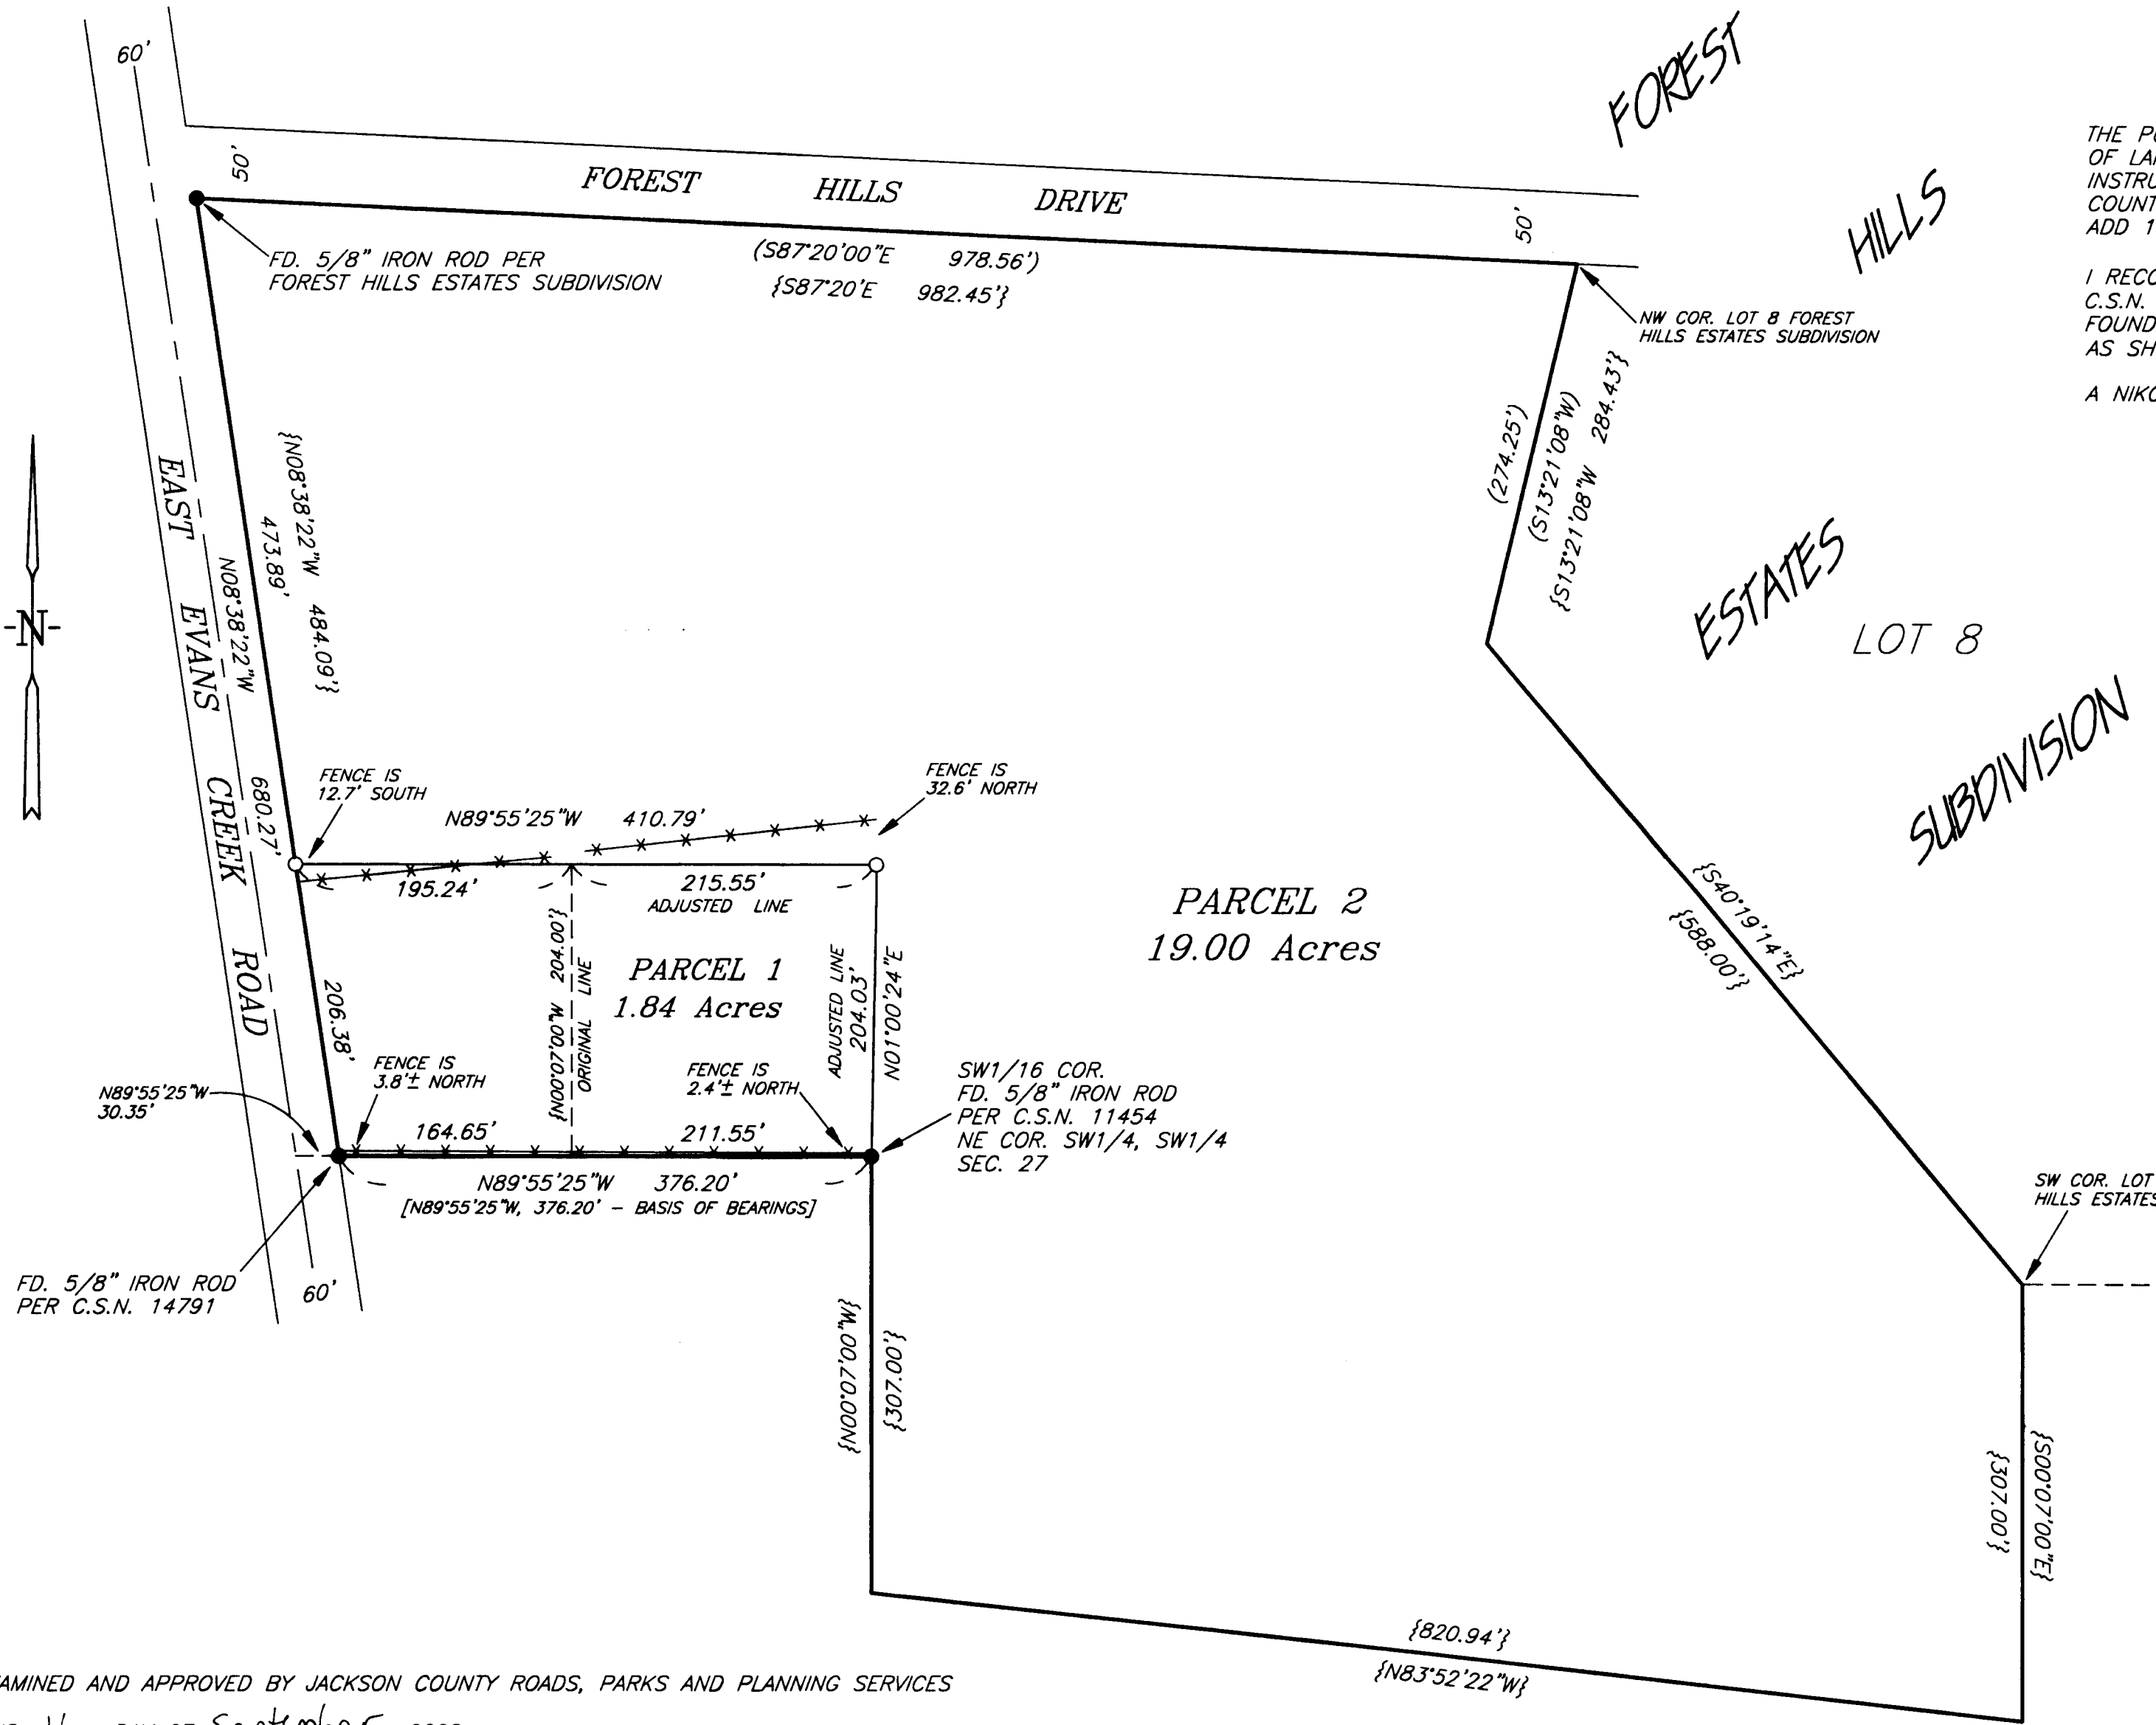 60'
FOREST
HILLS
ESTATES
SUBDIVISION
LOT 8
THE
OF
COUNT
ADD 1
I
C.S.N.
FOUND
AS
A
50'
FOREST HILLS DRIVE
50'
(S87°20'00"E 978.56')
{S87°20'E 982.45'}
FD. 5/8" IRON ROD PER
FOREST HILLS ESTATES SUBDIVISION
NW COR. LOT 8 FOREST
HILLS ESTATES SUBDIVISION
(274.25')
(S13°21'08"W)
{S13°21'08"W 284.43'}
{N08°38'22"W 484.09'}
473.89'
N08°38'22"W 680.27'
EAST EVANS CREEK ROAD
-N-
FENCE IS
12.7' SOUTH
FENCE IS
32.6' NORTH
N89°55'25"W 410.79'
195.24'
215.55'
ADJUSTED LINE
{N00°07'00"W 204.00'}
ORIGINAL LINE
PARCEL 1
1.84 Acres
ADJUSTED LINE
204.03'
N01°00'24"E
PARCEL 2
19.00 Acres
{S40°19'14"E}
{588.00'}
206.38'
FENCE IS
3.8'± NORTH
FENCE IS
2.4'± NORTH
N89°55'25"W
30.35'
164.65'
211.55'
N89°55'25"W 376.20'
[N89°55'25"W, 376.20' - BASIS OF BEARINGS]
SW1/16 COR.
FD. 5/8" IRON ROD
PER C.S.N. 11454
NE COR. SW1/4, SW1/4
SEC. 27
FD. 5/8" IRON ROD
PER C.S.N. 14791
60'
SW COR. LOT
HILLS ESTATES
{N00°07'00"W}
{307.00'}
{307.00'}
{S00°07'00"E}
{820.94'}
{N83°52'22"W}
AMINED AND APPROVED BY JACKSON COUNTY ROADS, PARKS AND PLANNING SERVICES
September